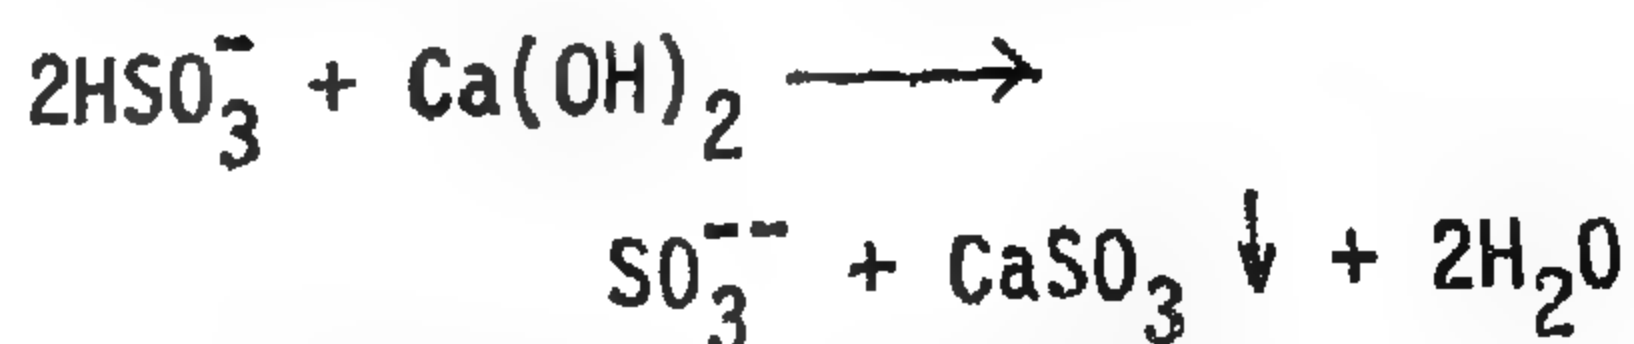 2HSO₃⁻ + Ca(OH)₂ ⟶
SO₃⁻⁻ + CaSO₃ ↓ + 2H₂O